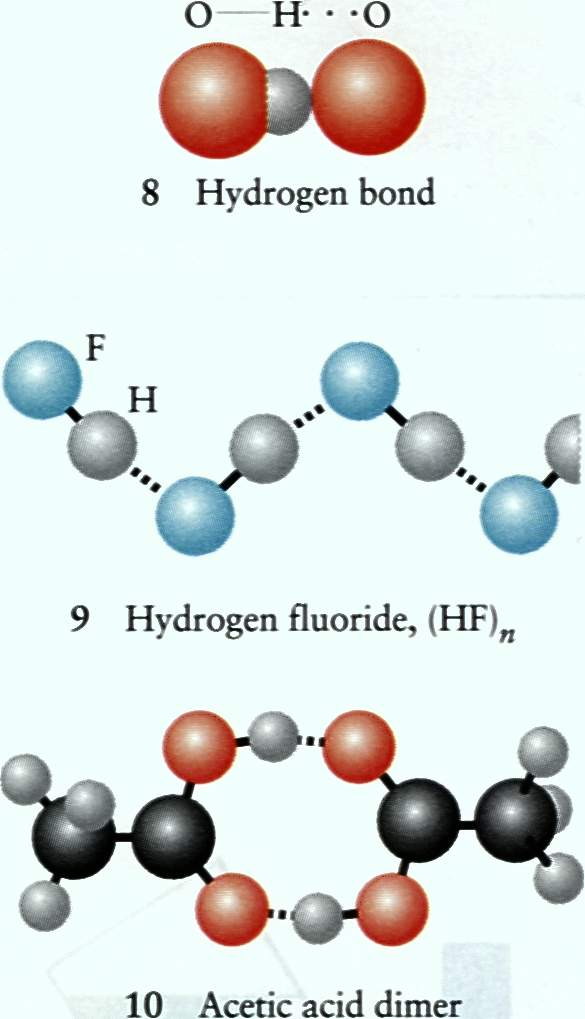 O—H···O
8 Hydrogen bond
F
H
9 Hydrogen fluoride, (HF)n
10 Acetic acid dimer